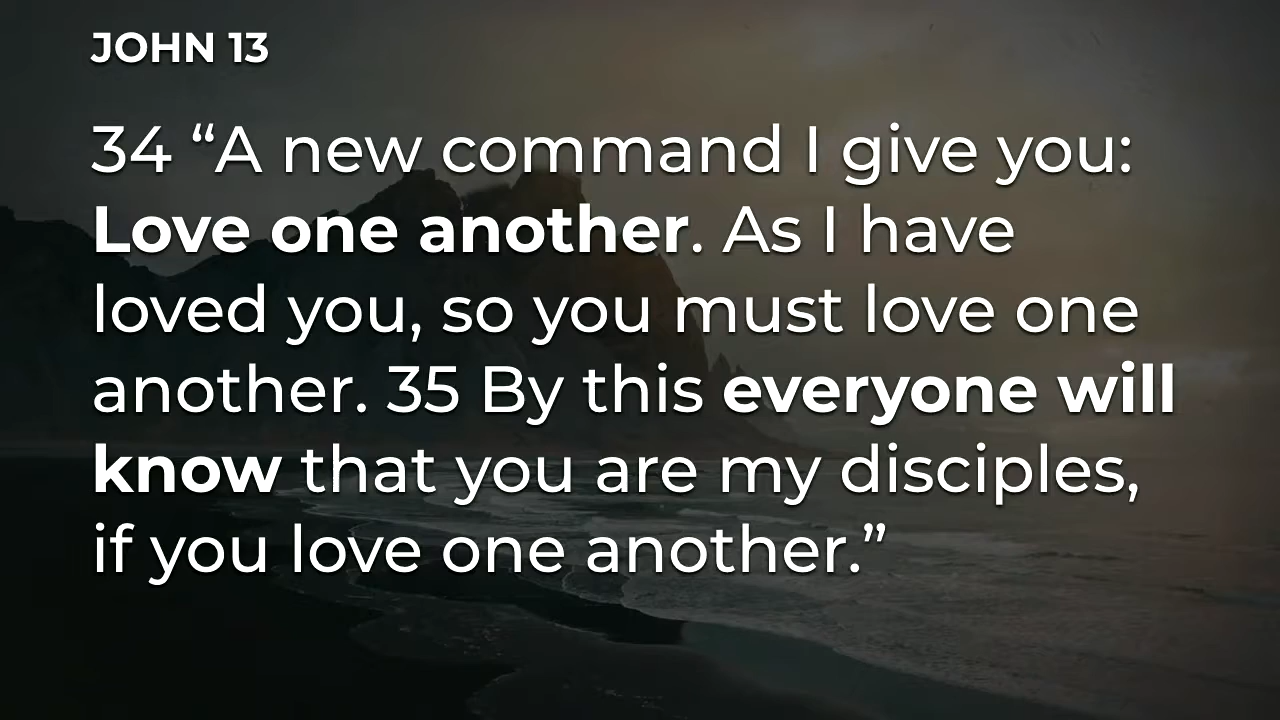 JOHN 13
34 “A new command I give you:
Love one another. As I have
loved you, so you must love one
another. 35 By this everyone will
know that you are my disciples,
if you love one another.”